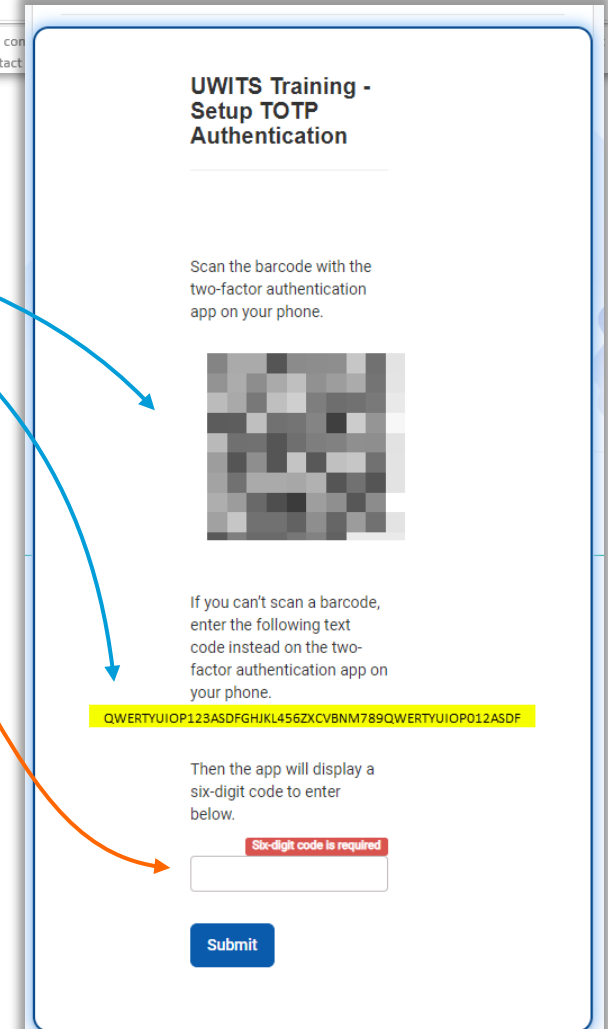 con
tact
UWITS Training -
Setup TOTP
Authentication
Scan the barcode with the
two-factor authentication
app on your phone.
If you can’t scan a barcode,
enter the following text
code instead on the two-
factor authentication app on
your phone.
QWERTYUIOP123ASDFGHJKL456ZXCVBNM789QWERTYUIOP012ASDF
Then the app will display a
six-digit code to enter
below.
Six-digit code is required
Submit